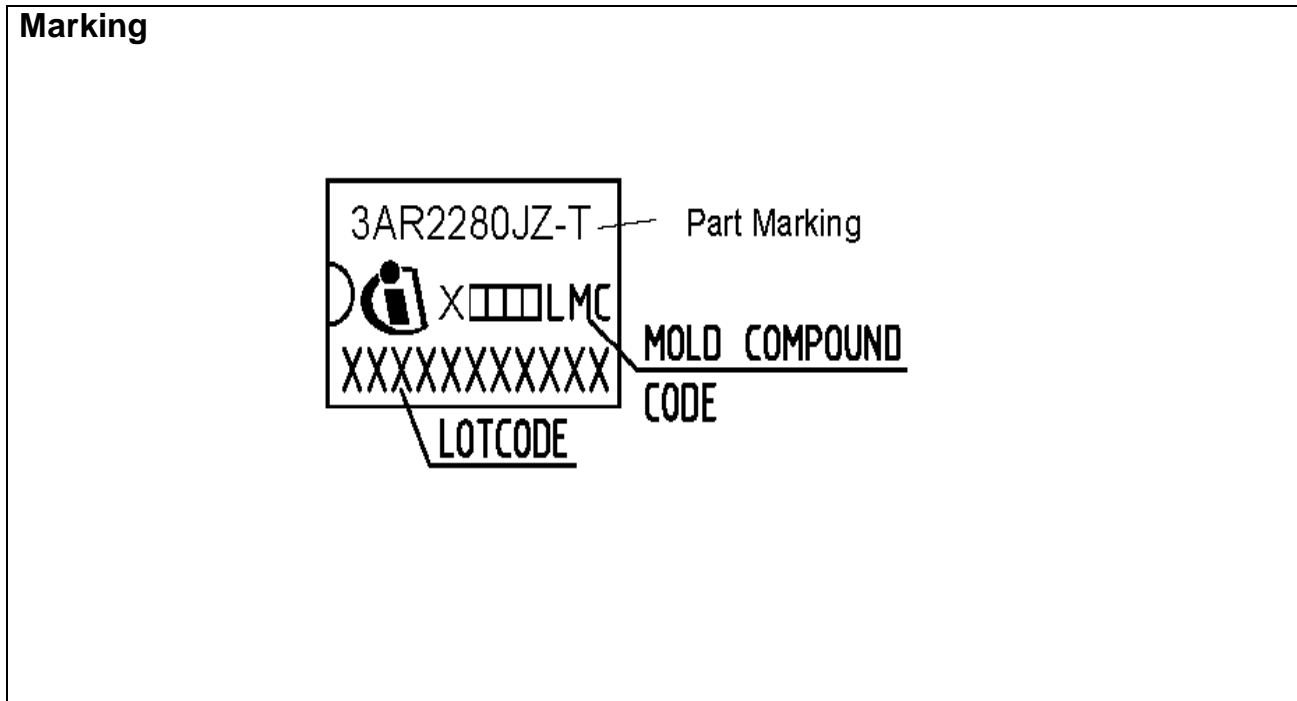 Marking
3AR2280JZ-T
Part Marking
X□□□□LMC
MOLD COMPOUND
CODE
XXXXXXXXXXX
LOTCODE